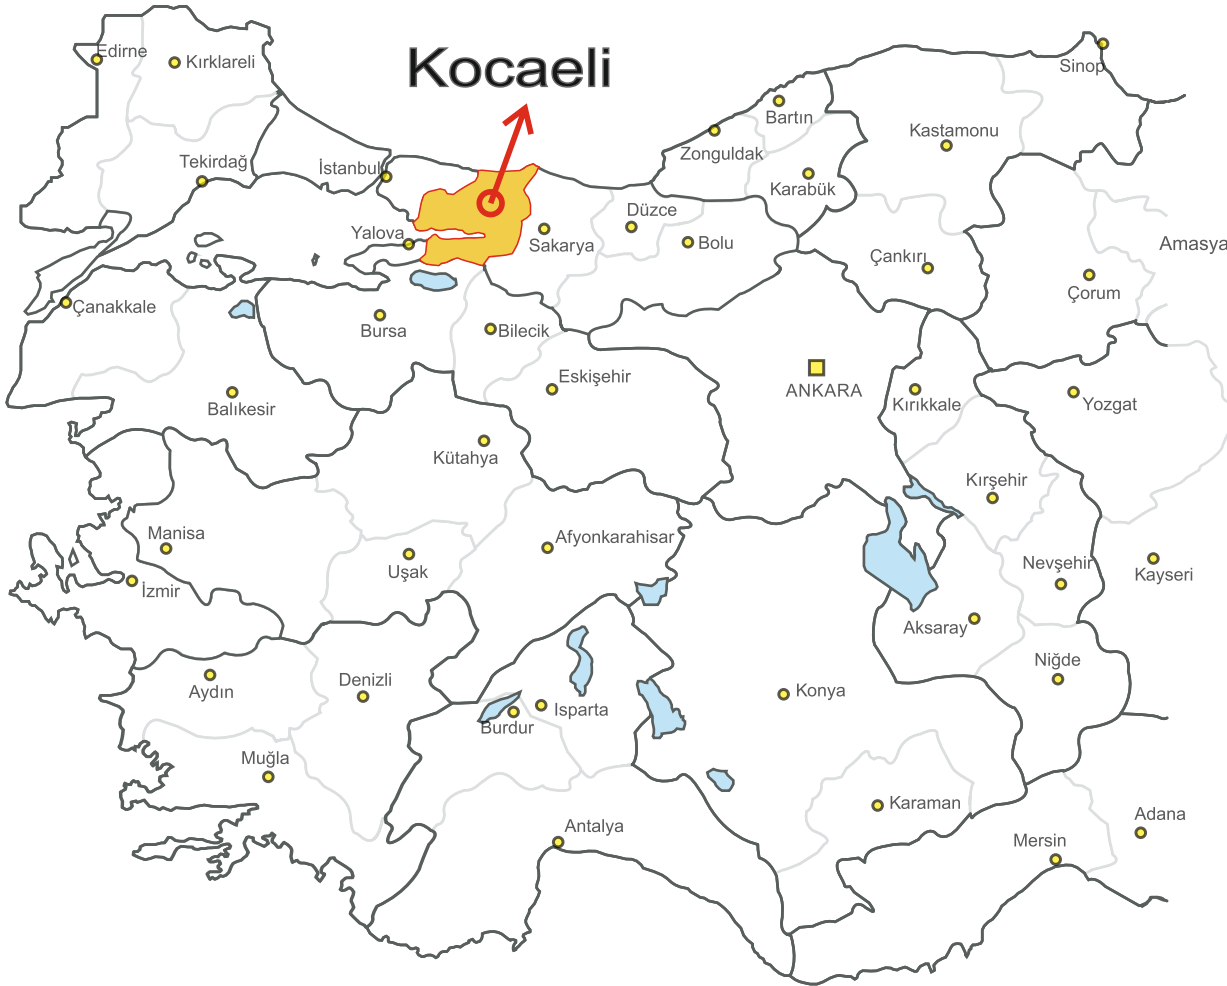 Kocaeli
Edirne
Kırklareli
Sinop
Bartın
Kastamonu
Zonguldak
Tekirdağ
İstanbul
Karabük
Düzce
Yalova
Sakarya
Bolu
Amasya
Çankırı
Çorum
Çanakkale
Bursa
Bilecik
Eskişehir
ANKARA
Balıkesir
Kırıkkale
Yozgat
Kütahya
Kırşehir
Manisa
Afyonkarahisar
Uşak
Nevşehir
Kayseri
İzmir
Aksaray
Niğde
Aydın
Denizli
Konya
Isparta
Burdur
Muğla
Karaman
Adana
Antalya
Mersin